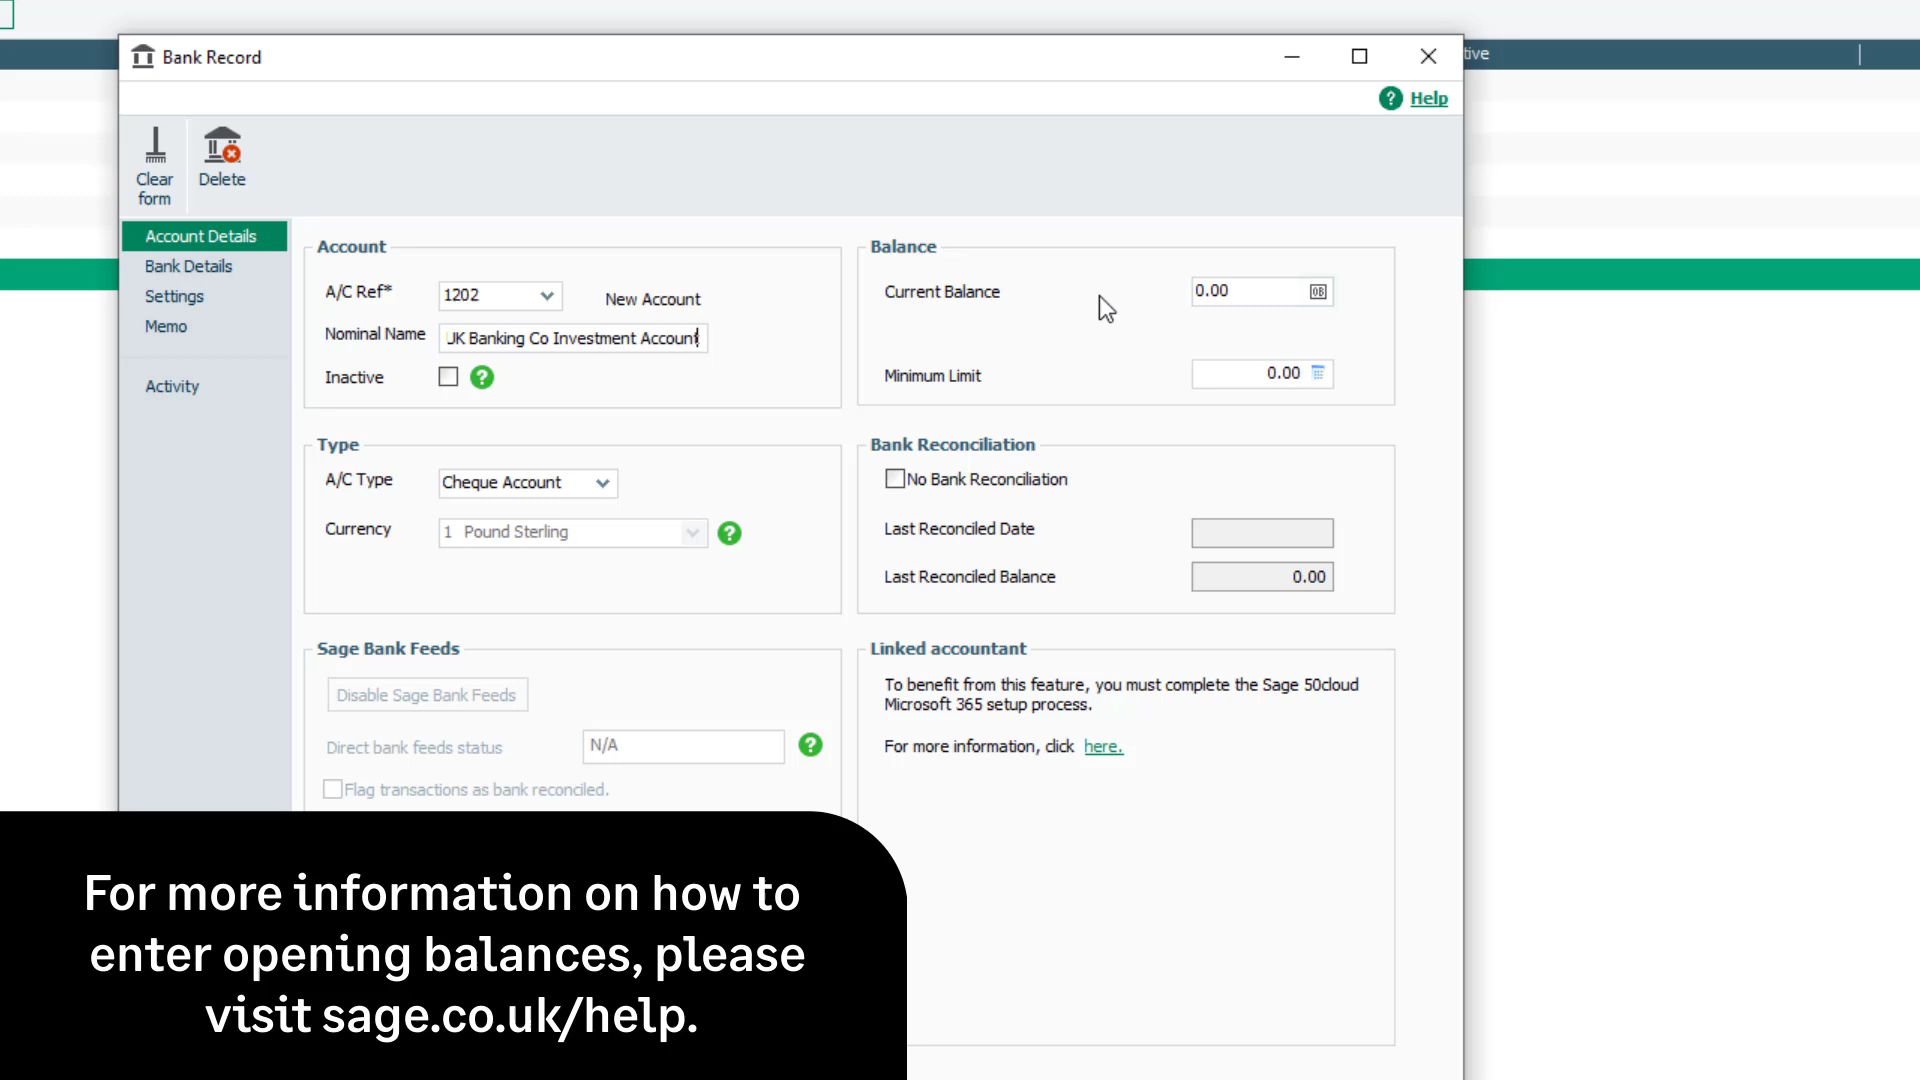 tive
Bank Record
? Help
Clear
form
Delete
Account Details
Bank Details
Settings
Memo
Activity
Account
A/C Ref*
1202
New Account
Nominal Name
UK Banking Co Investment Account
Inactive
?
Balance
Current Balance
0.00
OB
Minimum Limit
0.00
Type
A/C Type
Cheque Account
Currency
1 Pound Sterling
?
Bank Reconciliation
No Bank Reconciliation
Last Reconciled Date
Last Reconciled Balance
0.00
Sage Bank Feeds
Disable Sage Bank Feeds
Direct bank feeds status
N/A
?
Flag transactions as bank reconciled.
Linked accountant
To benefit from this feature, you must complete the Sage 50cloud
Microsoft 365 setup process.
For more information, click here.
For more information on how to
enter opening balances, please
visit sage.co.uk/help.